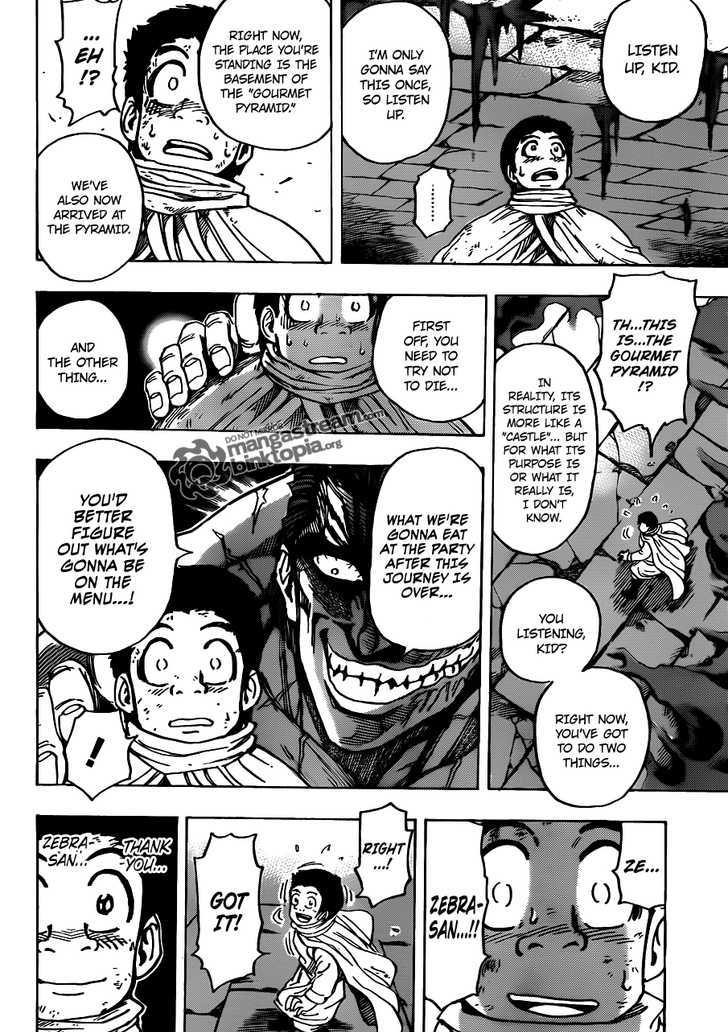 LISTEN
UP, KID.
I'M ONLY
GONNA SAY
THIS ONCE,
SO LISTEN
UP.
........
RIGHT NOW,
THE PLACE YOU'RE
STANDING IS THE
BASEMENT OF
THE "GOURMET
PYRAMID."
...
EH
!?
WE'VE
ALSO NOW
ARRIVED AT
THE PYRAMID.
TH...THIS
IS...THE
GOURMET
PYRAMID
!?
IN
REALITY, ITS
STRUCTURE IS
MORE LIKE A
"CASTLE"... BUT
FOR WHAT ITS
PURPOSE IS
OR WHAT IT
REALLY IS,
I DON'T
KNOW.
YOU
LISTENING,
KID?
RIGHT NOW,
YOU'VE GOT
TO DO TWO
THINGS...
FIRST
OFF, YOU
NEED TO
TRY NOT
TO DIE...
AND
THE OTHER
THING...
DO NOT MIRROR
mangastream.com
binktopia.org
WHAT WE'RE
GONNA EAT
AT THE PARTY
AFTER THIS
JOURNEY IS
OVER...
YOU'D
BETTER
FIGURE
OUT WHAT'S
GONNA BE
ON THE
MENU...!
!
ZE...
ZEBRA-
SAN...!!
RIGHT
...!
GOT
IT!
THANK
YOU...
ZEBRA-
SAN...